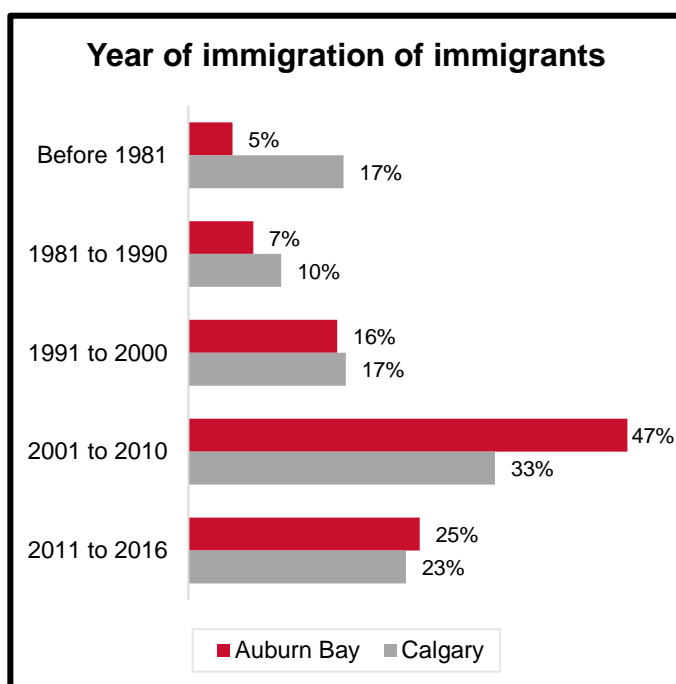 Year of immigration of immigrants
Before 1981
5%
17%
1981 to 1990
7%
10%
1991 to 2000
16%
17%
2001 to 2010
47%
33%
2011 to 2016
25%
23%
Auburn Bay Calgary